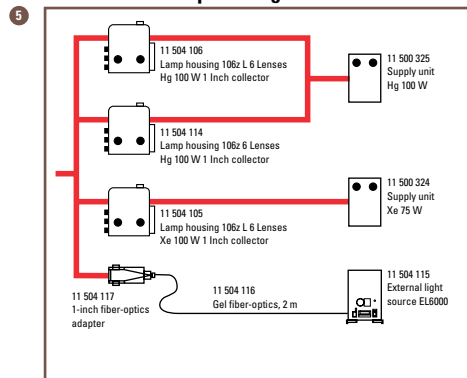 5
11 504 106
Lamp housing 106z L 6 Lenses
Hg 100 W 1 Inch collector
11 500 325
Supply unit
Hg 100 W
11 504 114
Lamp housing 106z 6 Lenses
Hg 100 W 1 Inch collector
11 504 105
Lamp housing 106z L 6 Lenses
Xe 100 W 1 Inch collector
11 500 324
Supply unit
Xe 75 W
11 504 117
1-inch fiber-optics
adapter
11 504 116
Gel fiber-optics, 2 m
11 504 115
External light
source EL6000